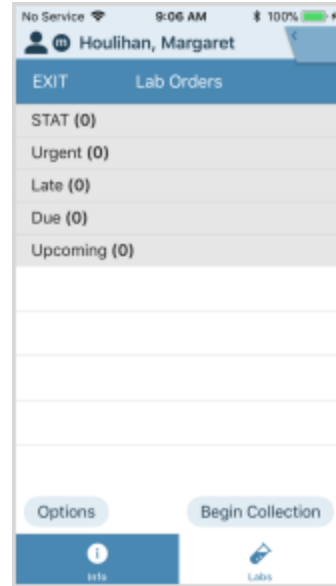 No Service 9:06 AM 100%
m Houlihan, Margaret
EXIT Lab Orders
STAT (0)
Urgent (0)
Late (0)
Due (0)
Upcoming (0)
Options Begin Collection
i
Info Labs